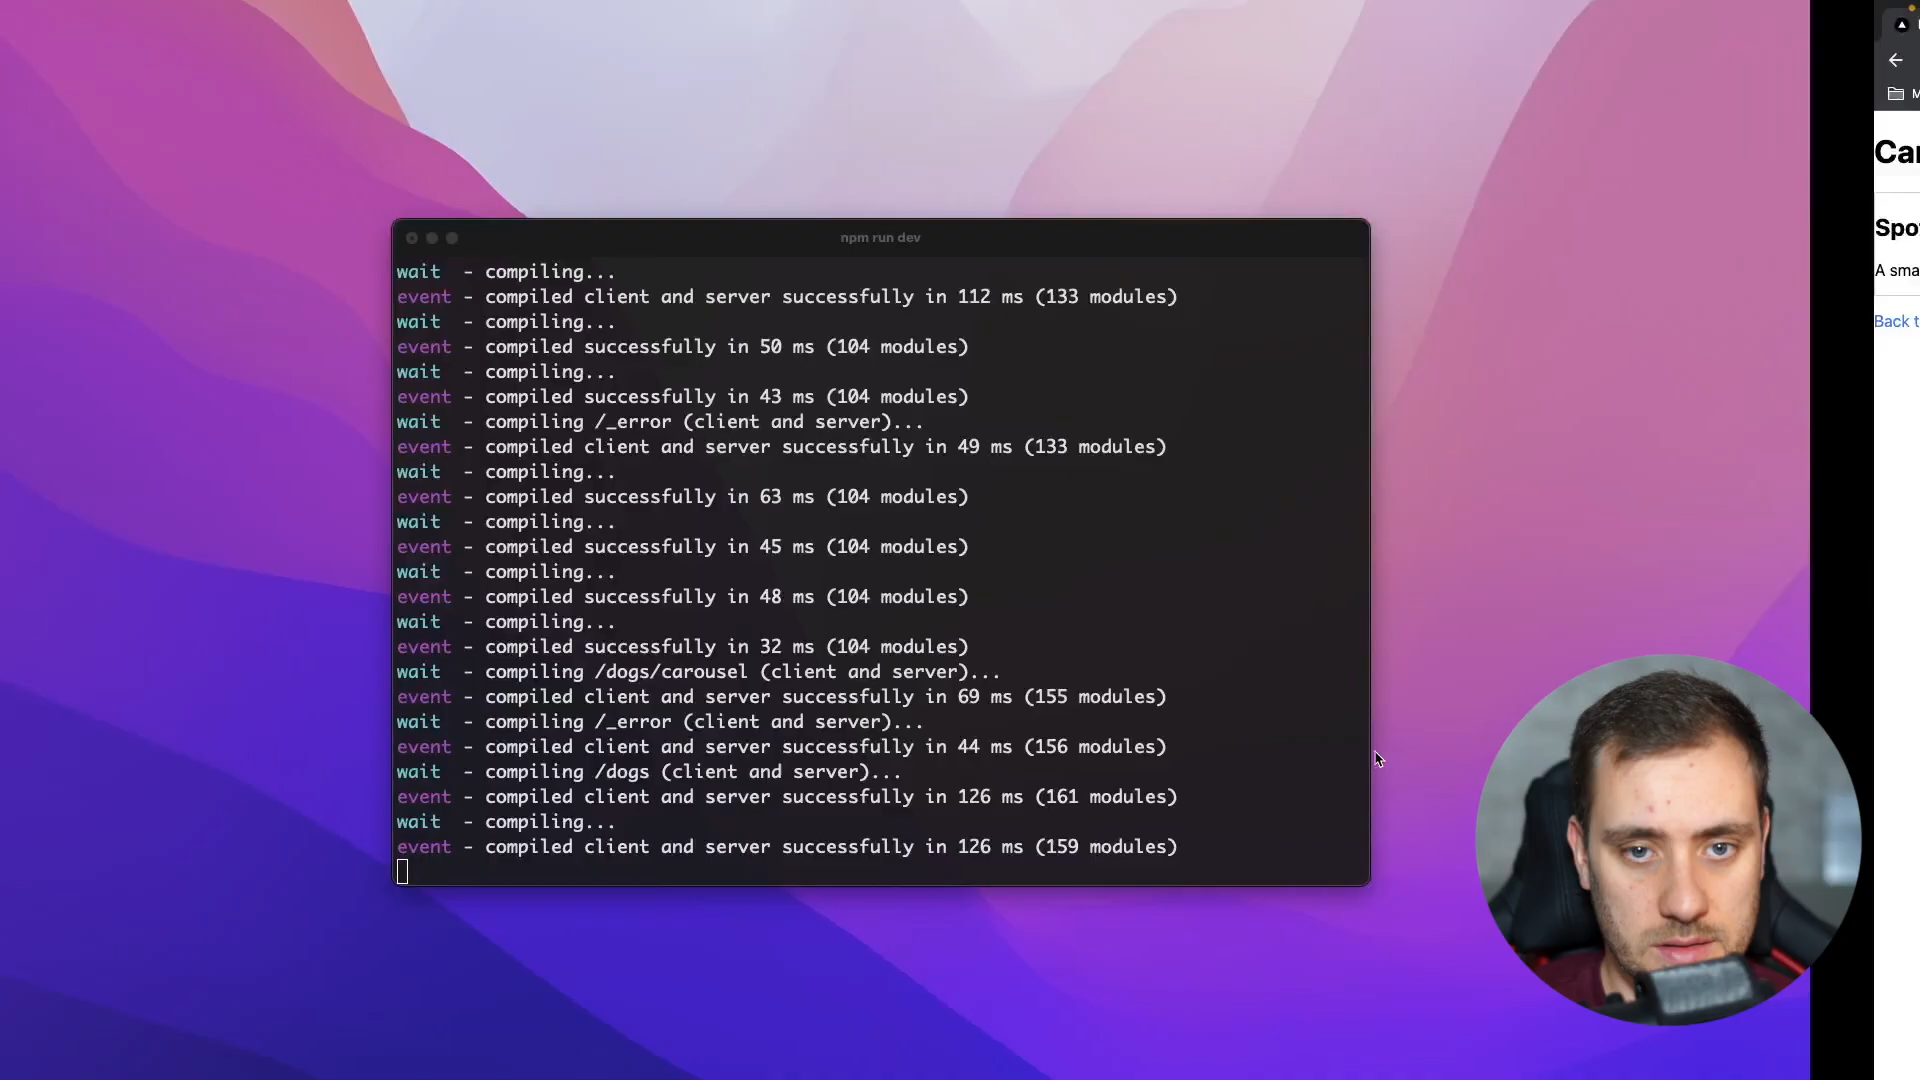 npm run dev
wait - compiling...
event - compiled client and server successfully in 112 ms (133 modules)
wait - compiling...
event - compiled successfully in 50 ms (104 modules)
wait - compiling...
event - compiled successfully in 43 ms (104 modules)
wait - compiling /_error (client and server)...
event - compiled client and server successfully in 49 ms (133 modules)
wait - compiling...
event - compiled successfully in 63 ms (104 modules)
wait - compiling...
event - compiled successfully in 45 ms (104 modules)
wait - compiling...
event - compiled successfully in 48 ms (104 modules)
wait - compiling...
event - compiled successfully in 32 ms (104 modules)
wait - compiling /dogs/carousel (client and server)...
event - compiled client and server successfully in 69 ms (155 modules)
wait - compiling /_error (client and server)...
event - compiled client and server successfully in 44 ms (156 modules)
wait - compiling /dogs (client and server)...
event - compiled client and server successfully in 126 ms (161 modules)
wait - compiling...
event - compiled client and server successfully in 126 ms (159 modules)
A
Back